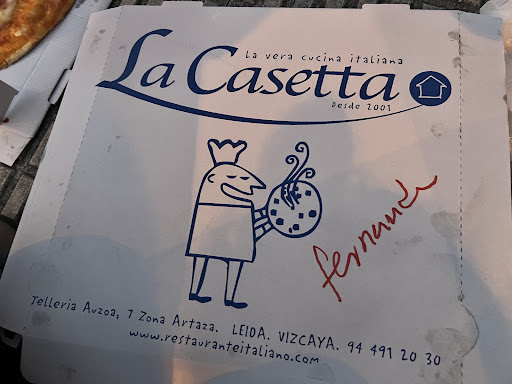 la vera cucina italiana
La Casetta
Desde 2001
fernando
Telleria Auzoa, 7 Zona Artaza. LEIOA. VIZCAYA. 94 491 20 30
www.restauranteitaliano.com